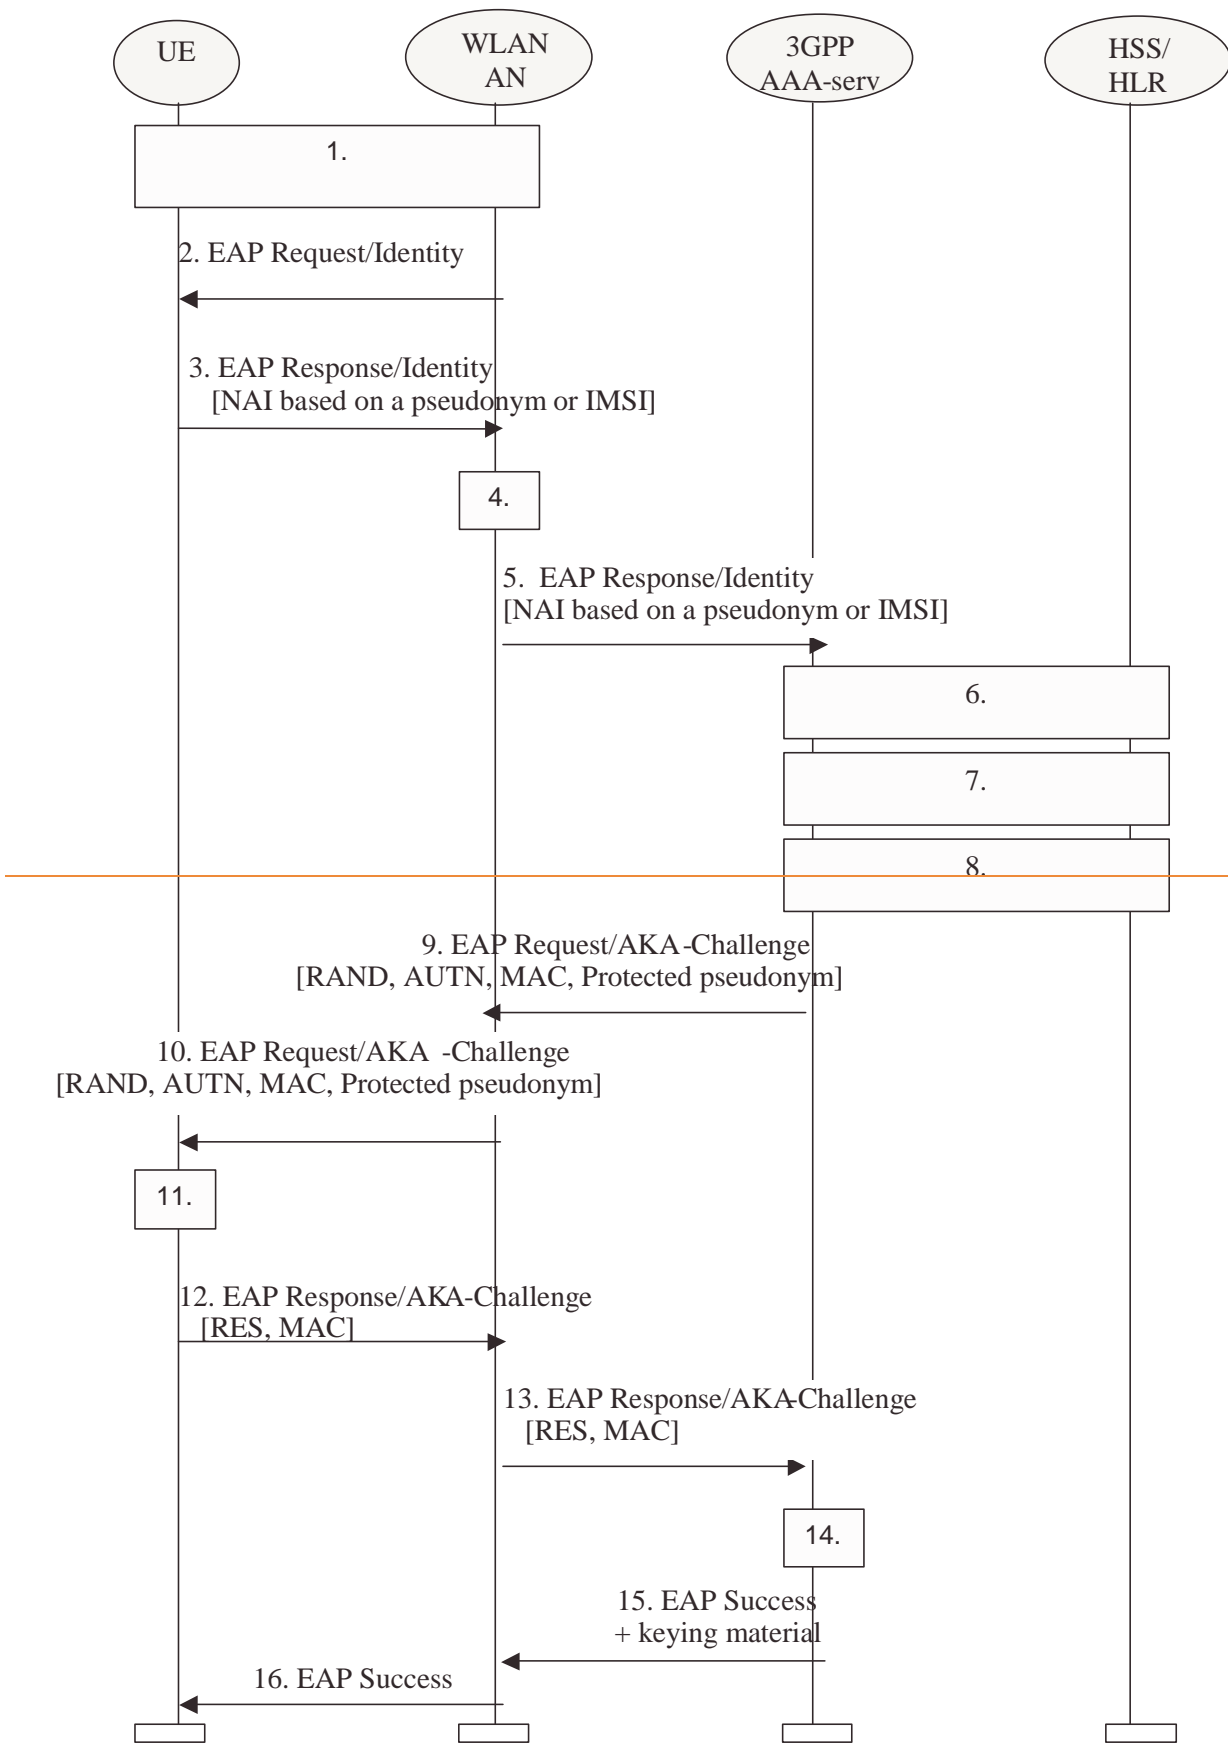 UE
WLAN
AN
3GPP
AAA-serv
HSS/
HLR
1.
2. EAP Request/Identity
3. EAP Response/Identity
[NAI based on a pseudonym or IMSI]
4.
5. EAP Response/Identity
[NAI based on a pseudonym or IMSI]
6.
7.
8.
9. EAP Request/AKA-Challenge
[RAND, AUTN, MAC, Protected pseudonym]
10. EAP Request/AKA -Challenge
[RAND, AUTN, MAC, Protected pseudonym]
11.
12. EAP Response/AKA-Challenge
[RES, MAC]
13. EAP Response/AKA-Challenge
[RES, MAC]
14.
15. EAP Success
+ keying material
16. EAP Success